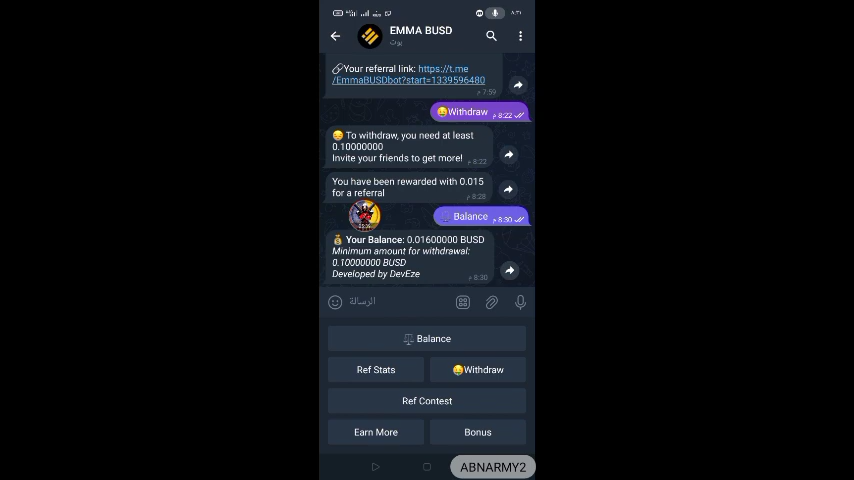 ٨:٣١
EMMA BUSD
بوت
🔗Your referral link: https://t.me
/EmmaBUSDbot?start=1339596480
7:59 م
🤑Withdraw 8:22 م
😔 To withdraw, you need at least
0.10000000
Invite your friends to get more! 8:22 م
You have been rewarded with 0.015
for a referral 8:28 م
⚖️ Balance 8:30 م
💰 Your Balance: 0.01600000 BUSD
Minimum amount for withdrawal:
0.10000000 BUSD
Developed by DevEze
8:30 م
الرسالة
⚖️ Balance
Ref Stats
🤑Withdraw
Ref Contest
Earn More
Bonus
ABNARMY2